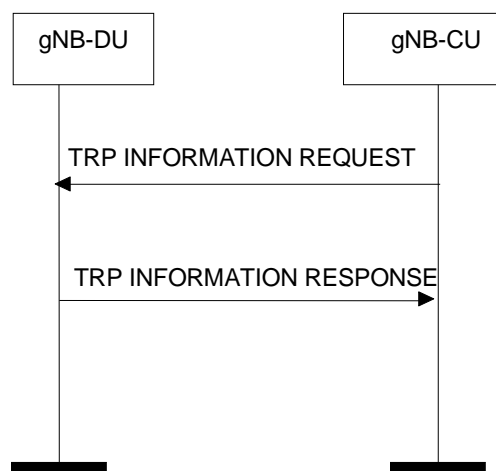 gNB-DU
gNB-CU
TRP INFORMATION REQUEST
TRP INFORMATION RESPONSE